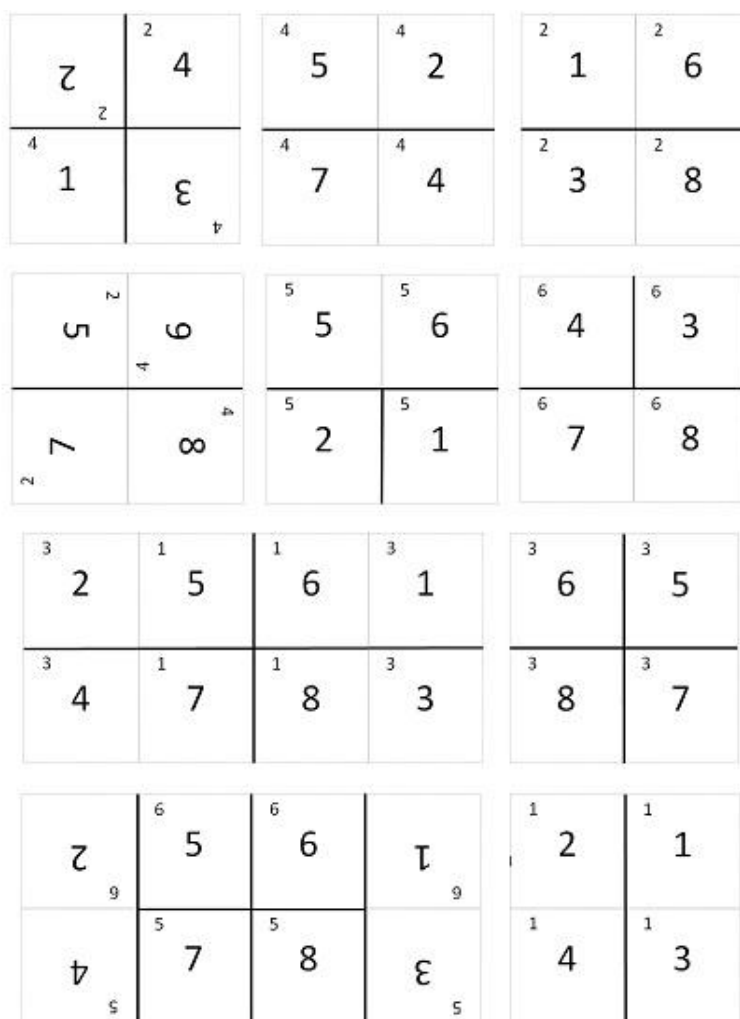 2 4 4 2 2
2 4 5 2 1 6
2
4 4 4 2 2
1 3 7 4 3 8
4
2 5 5 6 6
5 6 5 6 4 3
4
4 5 5 6 6
7 8 2 1 7 8
2
3 1 1 3 3 3
2 5 6 1 6 5
3 1 1 3 3 3
4 7 8 3 8 7
6 6 1 1
2 5 6 1 2 1
6 6
5 5 1 1
4 7 8 3 4 3
5 5